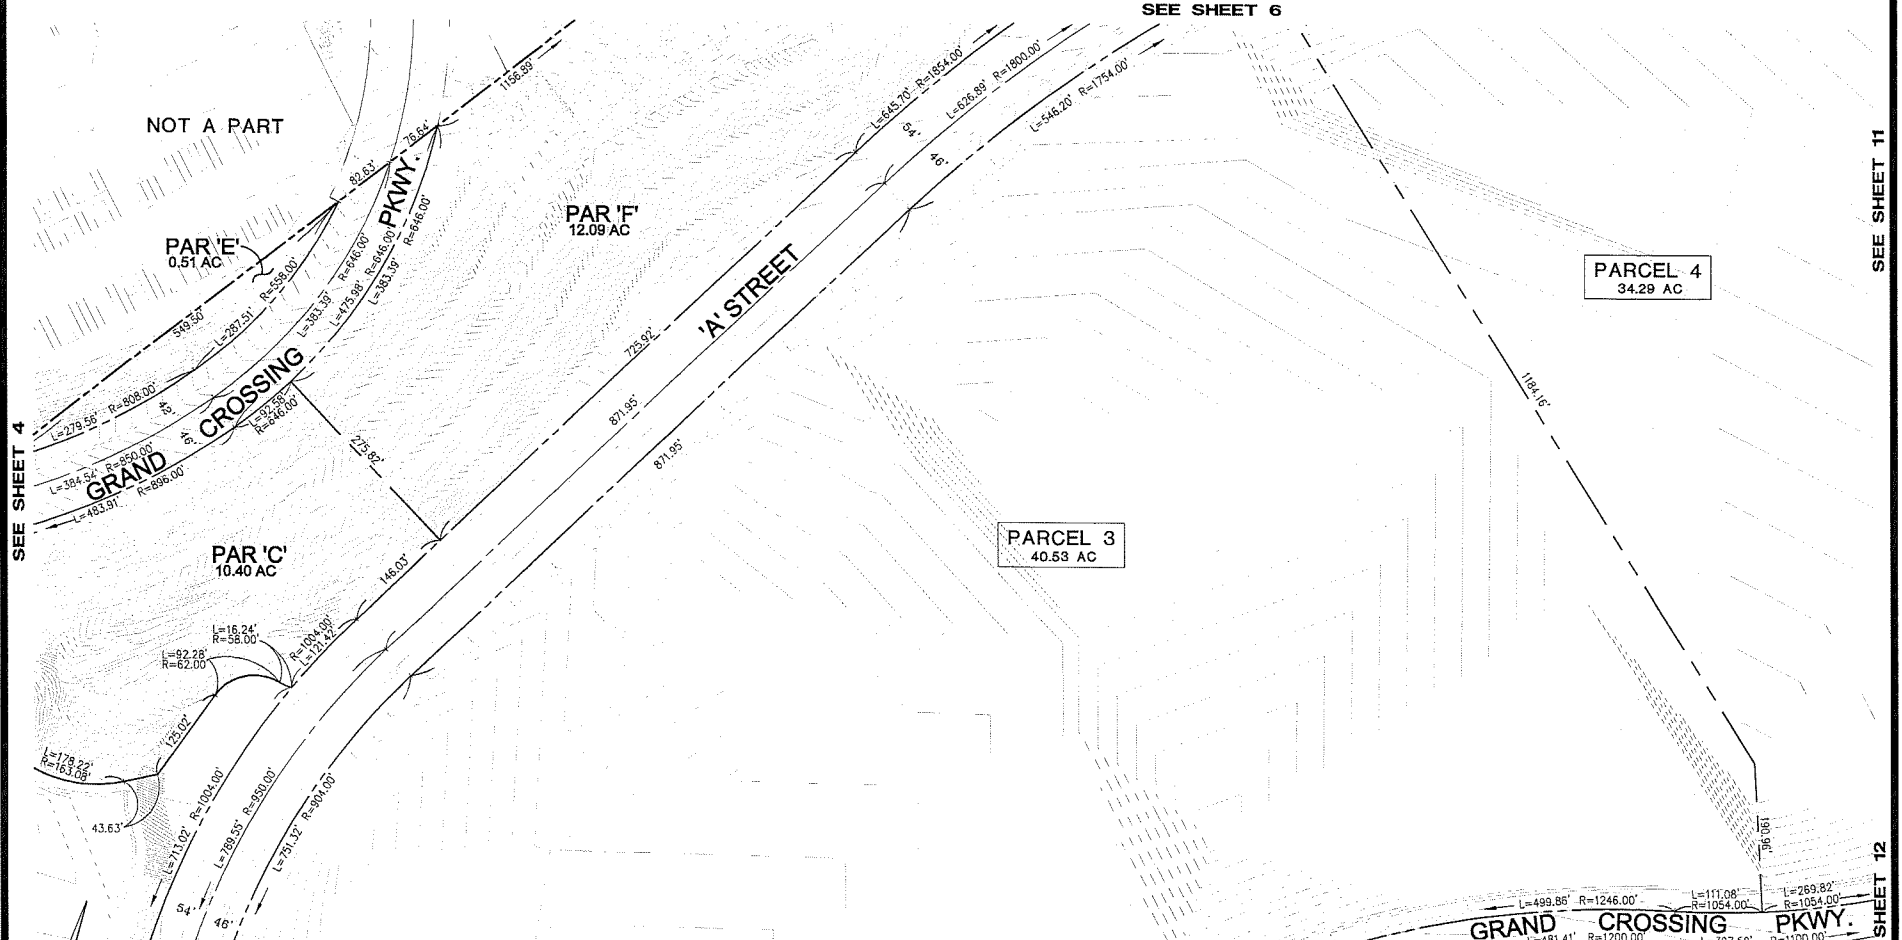 SEE SHEET 6
NOT A PART
1156.89'
76.64'
82.63'
PAR 'E'
0.51 AC
549.50'
R=558.00'
L=287.51'
R=646.00'
L=383.39'
R=646.00'
L=475.98'
R=646.00'
L=383.39'
PAR 'F'
12.09 AC
L=645.70' R=1854.00'
L=626.89' R=1800.00'
L=546.20' R=1754.00'
54'
46'
'A' STREET
725.92'
871.95'
871.95'
PARCEL 4
34.29 AC
1184.16'
SEE SHEET 11
L=279.56' R=808.00'
42'
46'
L=384.54' R=850.00'
GRAND CROSSING PKWY.
L=483.91' R=896.00'
L=92.58'
R=646.00'
275.82'
SEE SHEET 4
PAR 'C'
10.40 AC
146.03'
PARCEL 3
40.53 AC
L=16.24'
R=58.00'
L=92.28'
R=62.00'
R=1004.00'
L=121.42'
125.02'
L=178.22'
R=163.08'
43.63'
L=713.02' R=1004.00'
L=789.55' R=950.00'
L=751.32' R=904.00'
54'
46'
190.96'
L=499.86' R=1246.00'
L=111.08'
R=1054.00'
L=269.82'
R=1054.00'
GRAND CROSSING PKWY.
R=1200.00'
SHEET 12